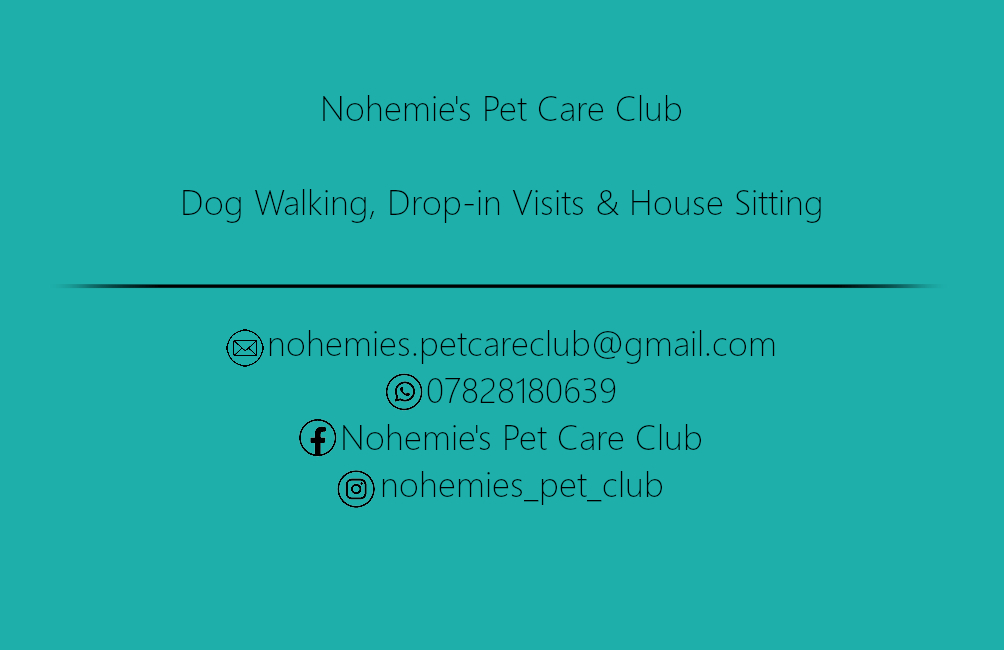 Nohemie's Pet Care Club
Dog Walking, Drop-in Visits & House Sitting
nohemies.petcareclub@gmail.com
07828180639
Nohemie's Pet Care Club
nohemies_pet_club